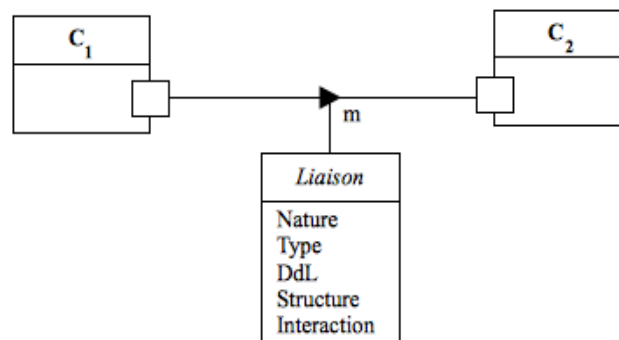 C1
C2
m
Liaison
Nature
Type
DdL
Structure
Interaction